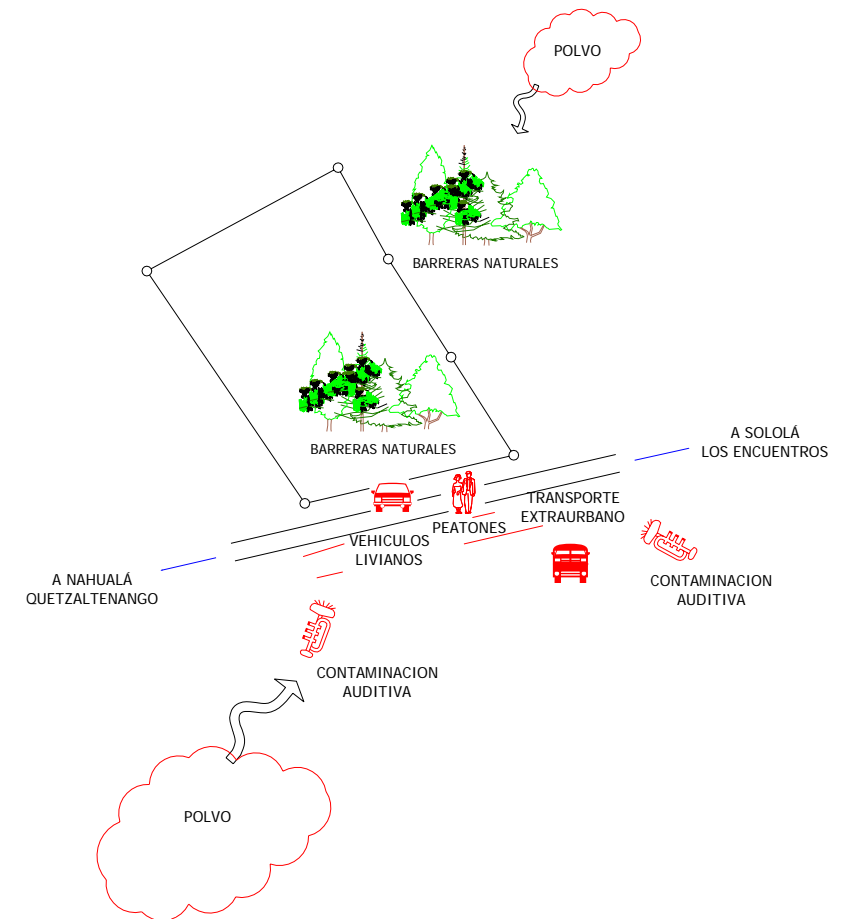 POLVO
BARRERAS NATURALES
BARRERAS NATURALES
A SOLOLÁ
LOS ENCUENTROS
TRANSPORTE
EXTRAURBANO
PEATONES
VEHICULOS
LIVIANOS
A NAHUALÁ
QUETZALTENANGO
CONTAMINACION
AUDITIVA
CONTAMINACION
AUDITIVA
POLVO